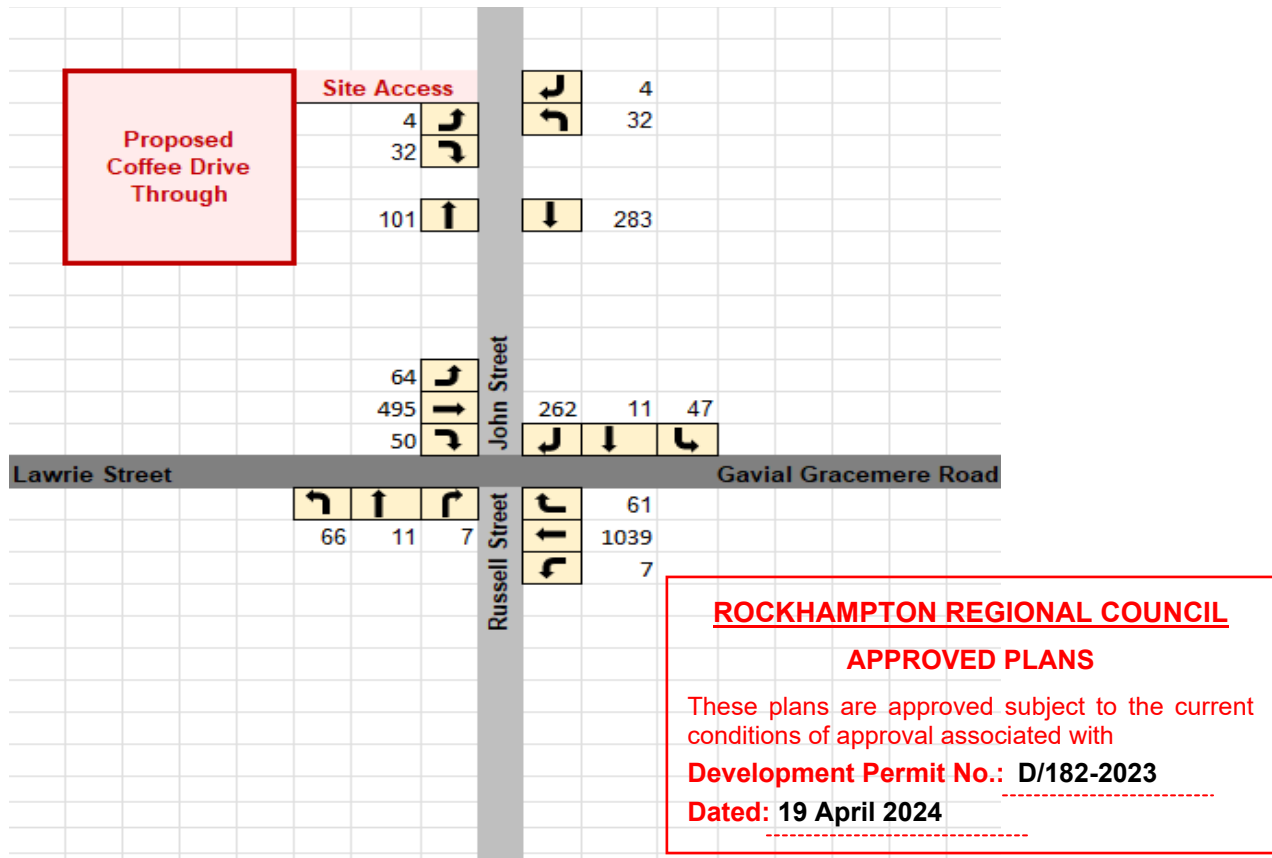 Site Access
4
4
32
32
Proposed
Coffee Drive
Through
101
283
John Street
64
495
262 11 47
50
Lawrie Street
Gavial Gracemere Road
Russell Street
61
66 11 7
1039
7
ROCKHAMPTON REGIONAL COUNCIL
APPROVED PLANS
These plans are approved subject to the current
conditions of approval associated with
Development Permit No.: D/182-2023
Dated: 19 April 2024